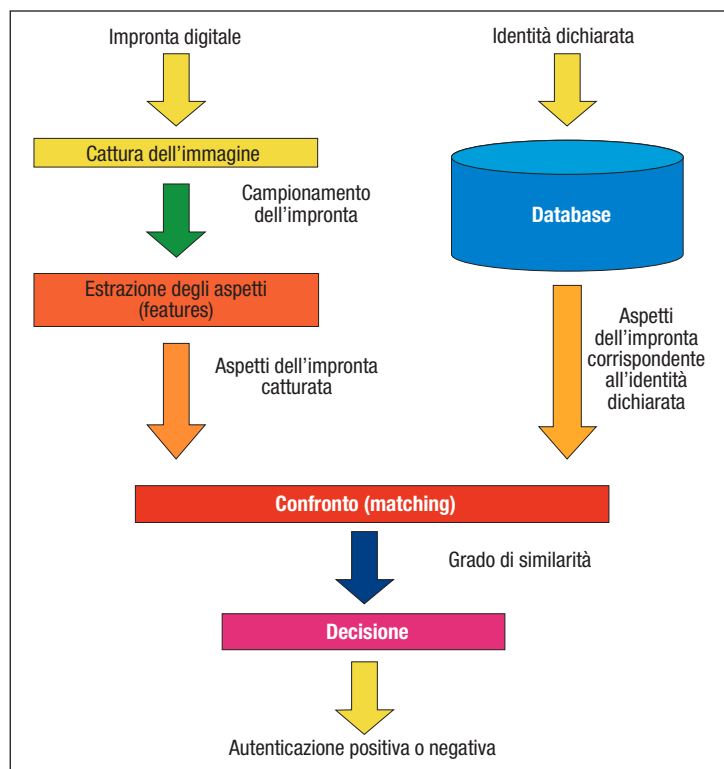 Impronta digitale
Identità dichiarata
Cattura dell'immagine
Campionamento
dell'impronta
Database
Estrazione degli aspetti
(features)
Aspetti dell'impronta
catturata
Aspetti
dell'impronta
corrispondente
all'identità
dichiarata
Confronto (matching)
Grado di similarità
Decisione
Autenticazione positiva o negativa